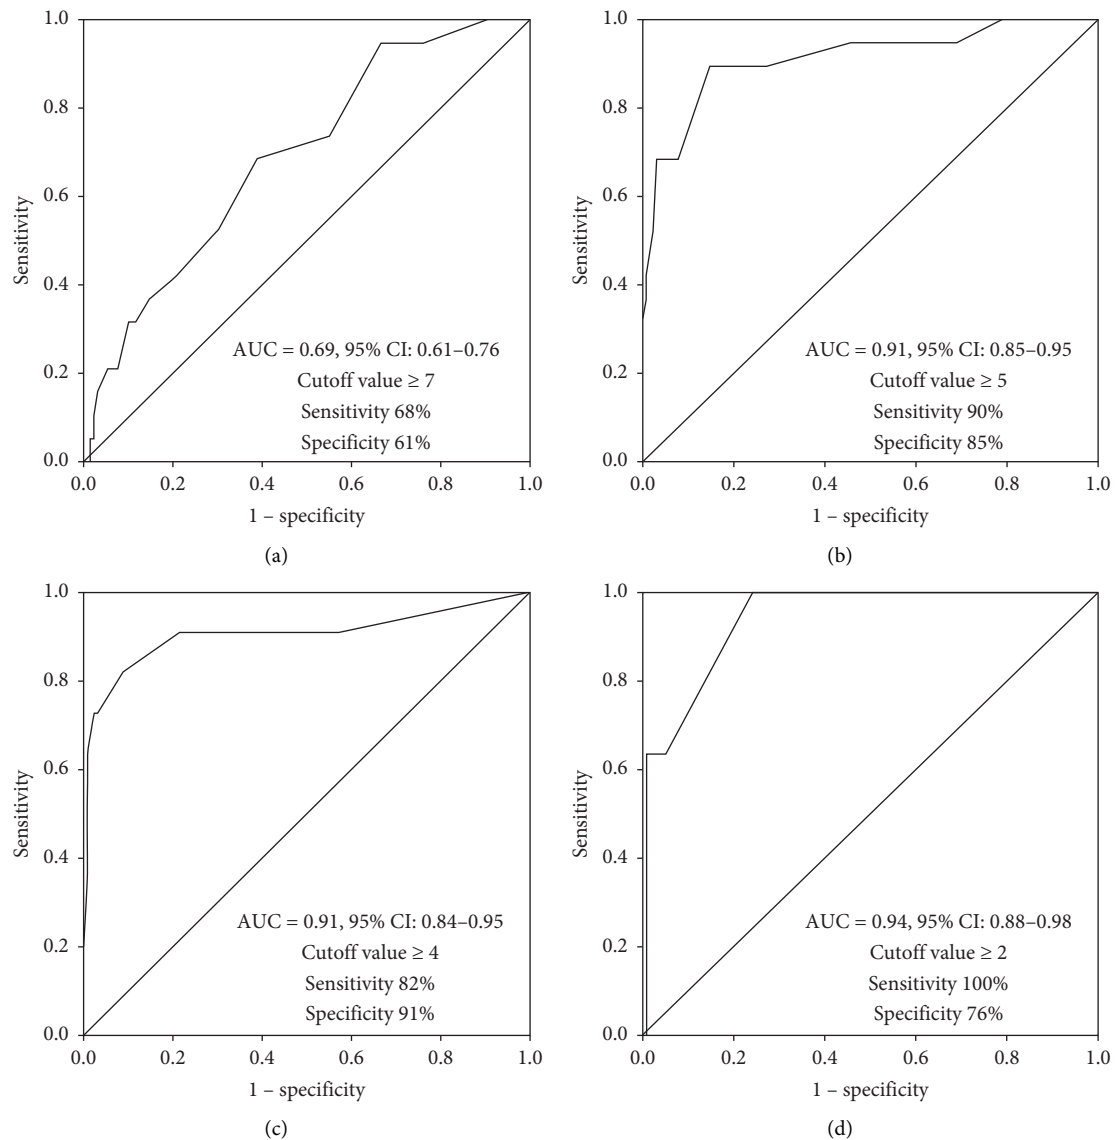 1.0
0.8
0.6
0.4
0.2
0.0
Sensitivity
AUC = 0.69, 95% CI: 0.61–0.76
Cutoff value ≥ 7
Sensitivity 68%
Specificity 61%
0.0 0.2 0.4 0.6 0.8 1.0
1 – specificity
(a)
1.0
0.8
0.6
0.4
0.2
0.0
Sensitivity
AUC = 0.91, 95% CI: 0.85–0.95
Cutoff value ≥ 5
Sensitivity 90%
Specificity 85%
0.0 0.2 0.4 0.6 0.8 1.0
1 – specificity
(b)
1.0
0.8
0.6
0.4
0.2
0.0
Sensitivity
AUC = 0.91, 95% CI: 0.84–0.95
Cutoff value ≥ 4
Sensitivity 82%
Specificity 91%
0.0 0.2 0.4 0.6 0.8 1.0
1 – specificity
(c)
1.0
0.8
0.6
0.4
0.2
0.0
Sensitivity
AUC = 0.94, 95% CI: 0.88–0.98
Cutoff value ≥ 2
Sensitivity 100%
Specificity 76%
0.0 0.2 0.4 0.6 0.8 1.0
1 – specificity
(d)